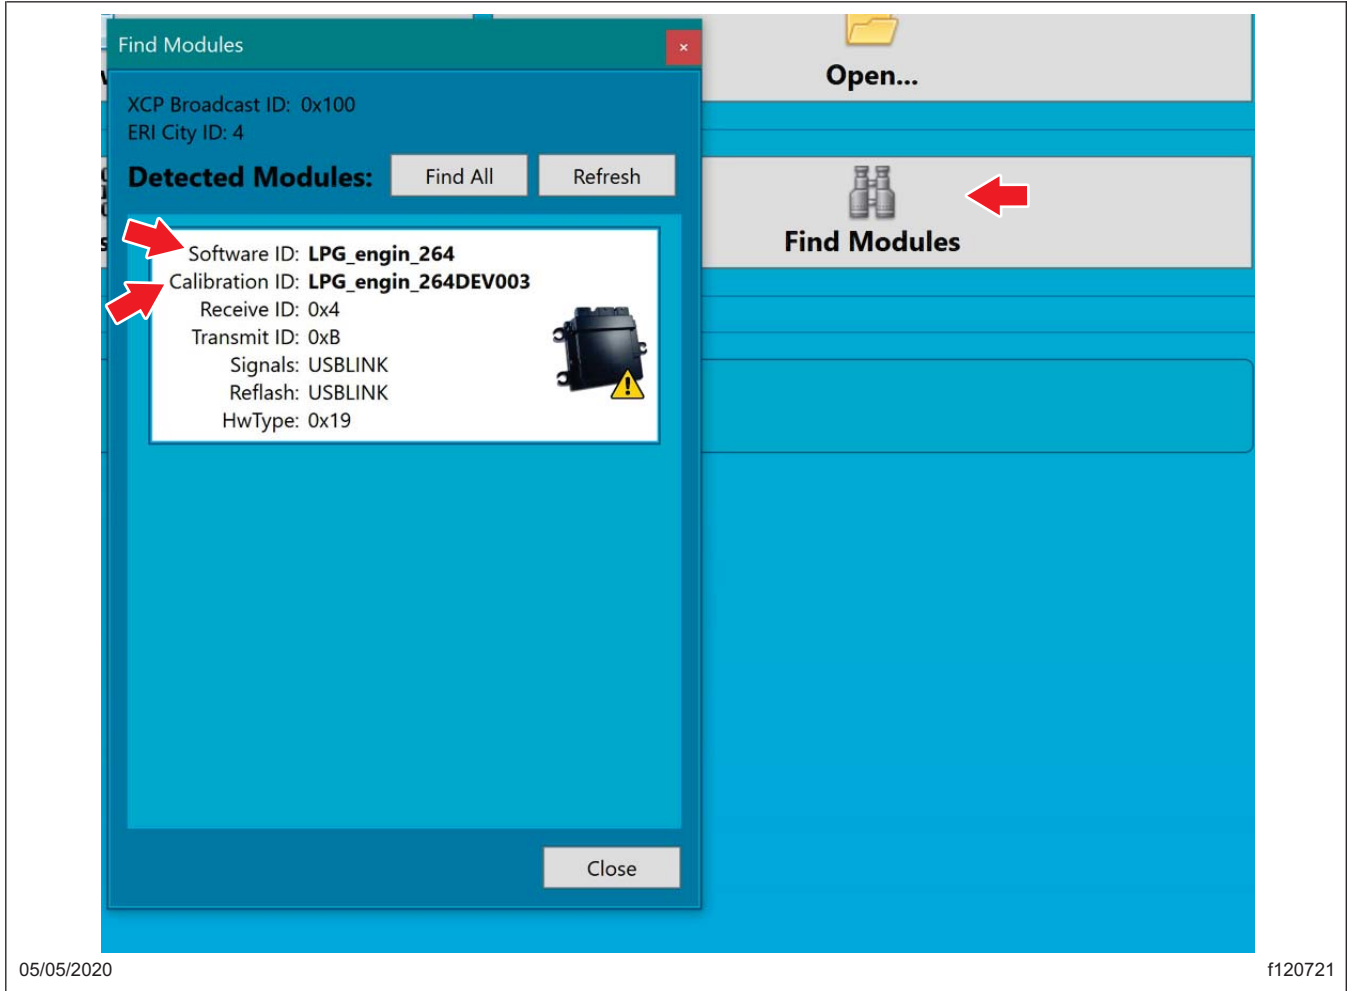 Find Modules
×
XCP Broadcast ID: 0x100
ERI City ID: 4
Detected Modules:
Find All
Refresh
Software ID: LPG_engin_264
Calibration ID: LPG_engin_264DEV003
Receive ID: 0x4
Transmit ID: 0xB
Signals: USBLINK
Reflash: USBLINK
HwType: 0x19
Close
Open...
Find Modules
05/05/2020
f120721